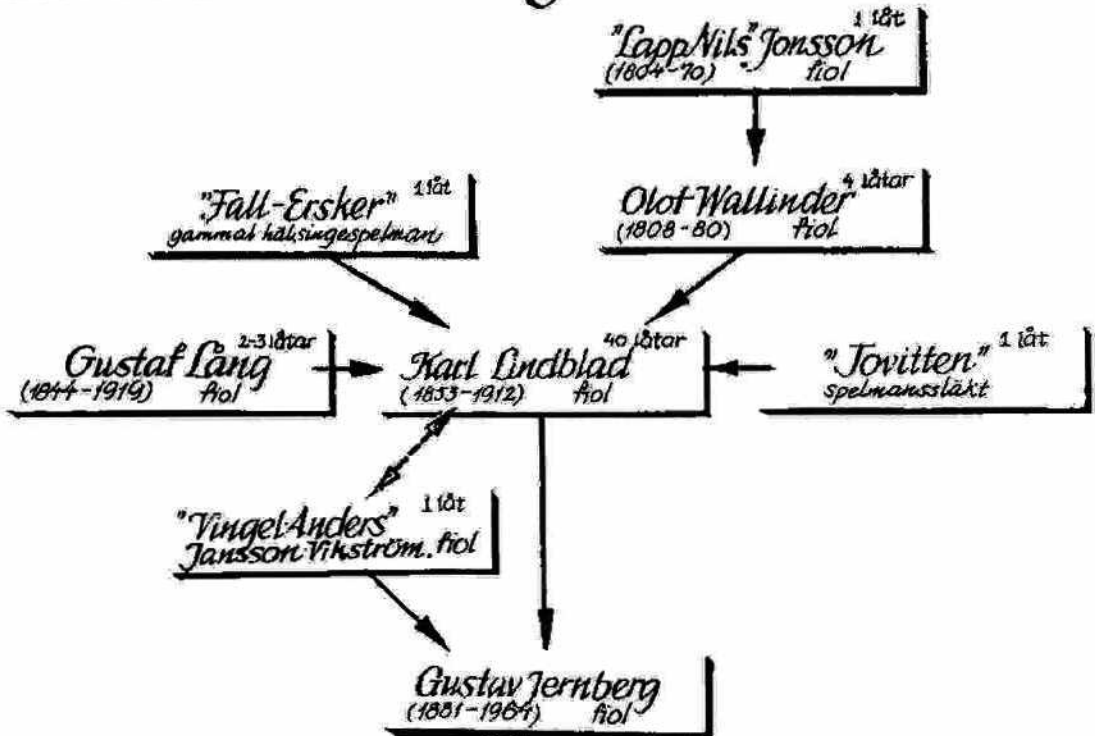 "LappNils" Jonsson 1 låt
(1804-70) fiol
"Fall-Ersker" 1 låt
gammal hälsingespelman
Olof Wallinder 4 låtar
(1808-80) fiol
Gustaf Lång 2-3 låtar
(1844-1919) fiol
Karl Lindblad 40 låtar
(1853-1912) fiol
"Jovitten" 1 låt
spelmanssläkt
"Vingel-Anders" 1 låt
Jansson-Vikström. fiol
Gustav Jernberg
(1881-1964) fiol